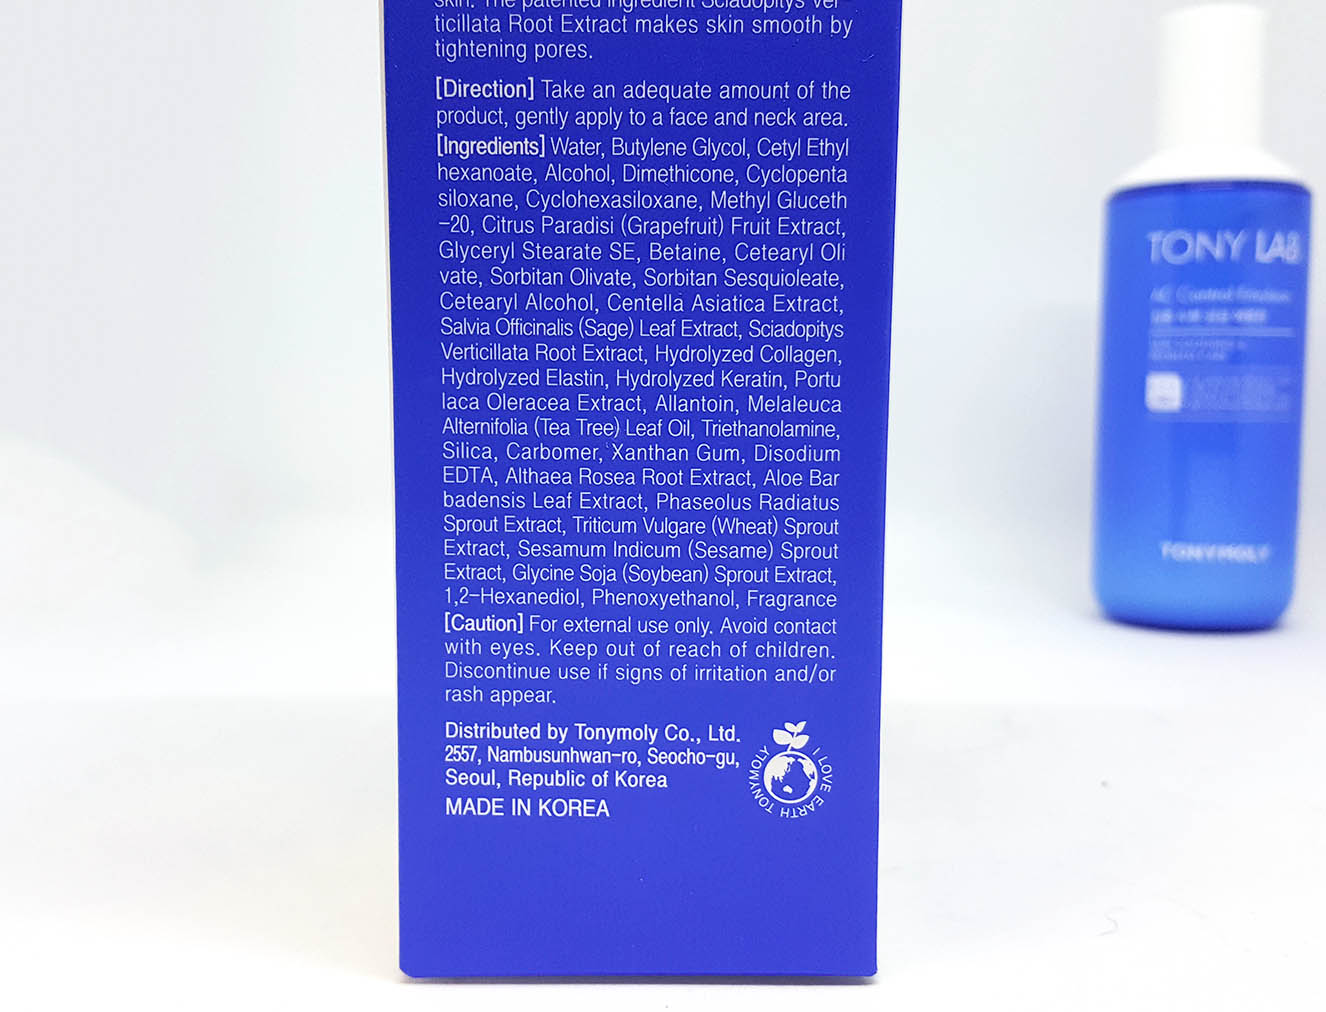 skin. The patented ingredient Sciadopitys Ver-
ticillata Root Extract makes skin smooth by
tightening pores.
[Direction] Take an adequate amount of the
product, gently apply to a face and neck area.
[Ingredients] Water, Butylene Glycol, Cetyl Ethyl
hexanoate, Alcohol, Dimethicone, Cyclopenta
siloxane, Cyclohexasiloxane, Methyl Gluceth
-20, Citrus Paradisi (Grapefruit) Fruit Extract,
Glyceryl Stearate SE, Betaine, Cetearyl Oli
vate, Sorbitan Olivate, Sorbitan Sesquioleate,
Cetearyl Alcohol, Centella Asiatica Extract,
Salvia Officinalis (Sage) Leaf Extract, Sciadopitys
Verticillata Root Extract, Hydrolyzed Collagen,
Hydrolyzed Elastin, Hydrolyzed Keratin, Portu
laca Oleracea Extract, Allantoin, Melaleuca
Alternifolia (Tea Tree) Leaf Oil, Triethanolamine,
Silica, Carbomer, Xanthan Gum, Disodium
EDTA, Althaea Rosea Root Extract, Aloe Bar
badensis Leaf Extract, Phaseolus Radiatus
Sprout Extract, Triticum Vulgare (Wheat) Sprout
Extract, Sesamum Indicum (Sesame) Sprout
Extract, Glycine Soja (Soybean) Sprout Extract,
1,2-Hexanediol, Phenoxyethanol, Fragrance
[Caution] For external use only. Avoid contact
with eyes. Keep out of reach of children.
Discontinue use if signs of irritation and/or
rash appear.
Distributed by Tonymoly Co., Ltd.
2557, Nambusunhwan-ro, Seocho-gu,
Seoul, Republic of Korea
MADE IN KOREA
TONYMOLY I LOVE EARTH
TONY LAB
AC Control Emulsion
TONYMOLY